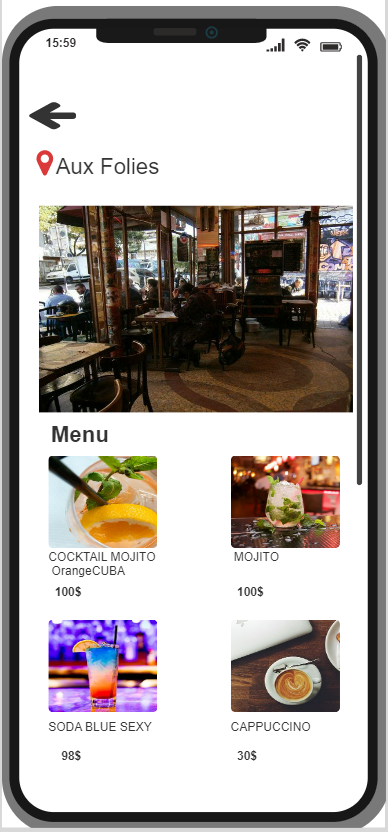 15:59
Aux Folies
Menu
COCKTAIL MOJITO
OrangeCUBA
100$
MOJITO
100$
SODA BLUE SEXY
98$
CAPPUCCINO
30$